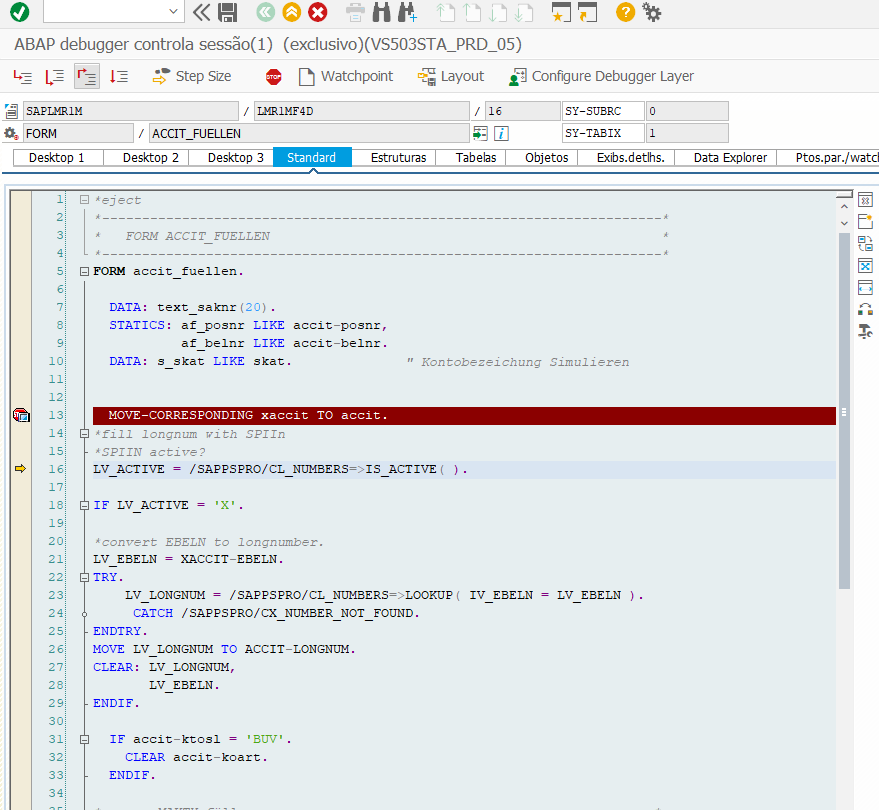 ABAP debugger controla sessão(1) (exclusivo)(VS503STA_PRD_05)
Step Size STOP Watchpoint Layout Configure Debugger Layer
SAPLMR1M / LMR1MF4D / 16 SY-SUBRC 0
FORM / ACCIT_FUELLEN SY-TABIX 1
Desktop 1 Desktop 2 Desktop 3 Standard Estruturas Tabelas Objetos Exibs.detlhs. Data Explorer Ptos.par./watch
1 *eject
2 *----------------------------------------------------------------------*
3 * FORM ACCIT_FUELLEN *
4 *----------------------------------------------------------------------*
5 FORM accit_fuellen.
6
7 DATA: text_saknr(20).
8 STATICS: af_posnr LIKE accit-posnr,
9 af_belnr LIKE accit-belnr.
10 DATA: s_skat LIKE skat. " Kontobezeichung Simulieren
11
12
13 MOVE-CORRESPONDING xaccit TO accit.
14 *fill longnum with SPIIn
15 *SPIIN active?
16 LV_ACTIVE = /SAPPSPRO/CL_NUMBERS=>IS_ACTIVE( ).
17
18 IF LV_ACTIVE = 'X'.
19
20 *convert EBELN to longnumber.
21 LV_EBELN = XACCIT-EBELN.
22 TRY.
23 LV_LONGNUM = /SAPPSPRO/CL_NUMBERS=>LOOKUP( IV_EBELN = LV_EBELN ).
24 CATCH /SAPPSPRO/CX_NUMBER_NOT_FOUND.
25 ENDTRY.
26 MOVE LV_LONGNUM TO ACCIT-LONGNUM.
27 CLEAR: LV_LONGNUM,
28 LV_EBELN.
29 ENDIF.
30
31 IF accit-ktosl = 'BUV'.
32 CLEAR accit-koart.
33 ENDIF.
34